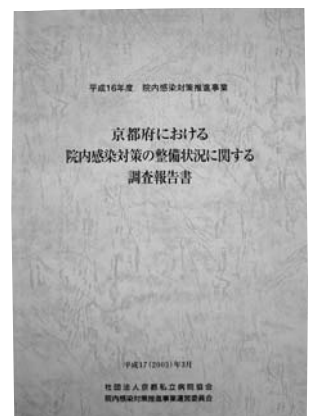 平成16年度 院内感染対策推進事業
京都府における
院内感染対策の整備状況に関する
調査報告書
平成17(2005)年3月
社団法人京都私立病院協会
院内感染対策推進事業運営委員会